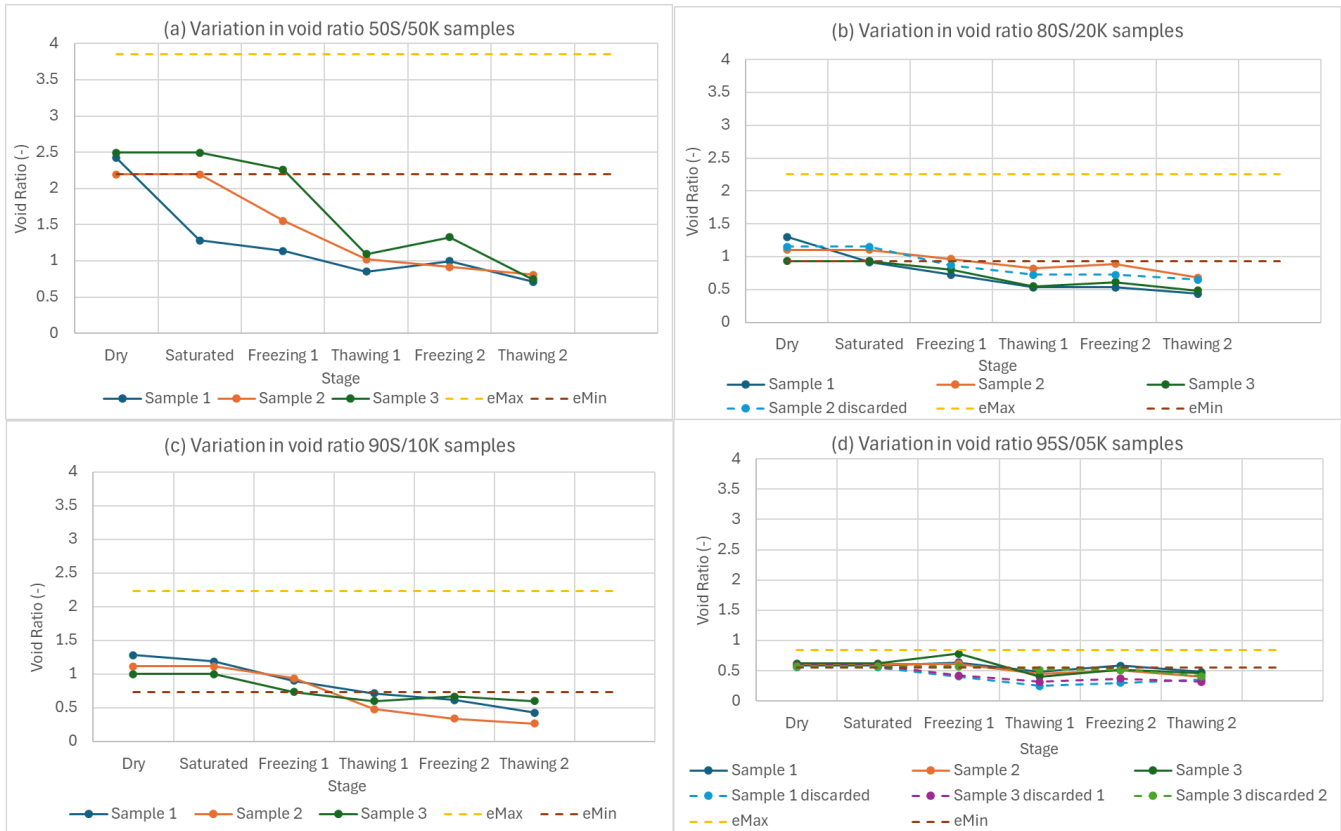 (a) Variation in void ratio 50S/50K samples
4
3.5
3
2.5
2
1.5
1
0.5
0
Void Ratio (-)
Dry Saturated Freezing 1 Thawing 1 Freezing 2 Thawing 2
Stage
Sample 1 Sample 2 Sample 3 eMax eMin
(b) Variation in void ratio 80S/20K samples
4
3.5
3
2.5
2
1.5
1
0.5
0
Void Ratio (-)
Dry Saturated Freezing 1 Thawing 1 Freezing 2 Thawing 2
Stage
Sample 1 Sample 2 Sample 3
Sample 2 discarded eMax eMin
(c) Variation in void ratio 90S/10K samples
4
3.5
3
2.5
2
1.5
1
0.5
0
Void Ratio (-)
Dry Saturated Freezing 1 Thawing 1 Freezing 2 Thawing 2
Stage
Sample 1 Sample 2 Sample 3 eMax eMin
(d) Variation in void ratio 95S/05K samples
4
3.5
3
2.5
2
1.5
1
0.5
0
Void Ratio (-)
Dry Saturated Freezing 1 Thawing 1 Freezing 2 Thawing 2
Stage
Sample 1 Sample 2 Sample 3
Sample 1 discarded Sample 3 discarded 1 Sample 3 discarded 2
eMax eMin